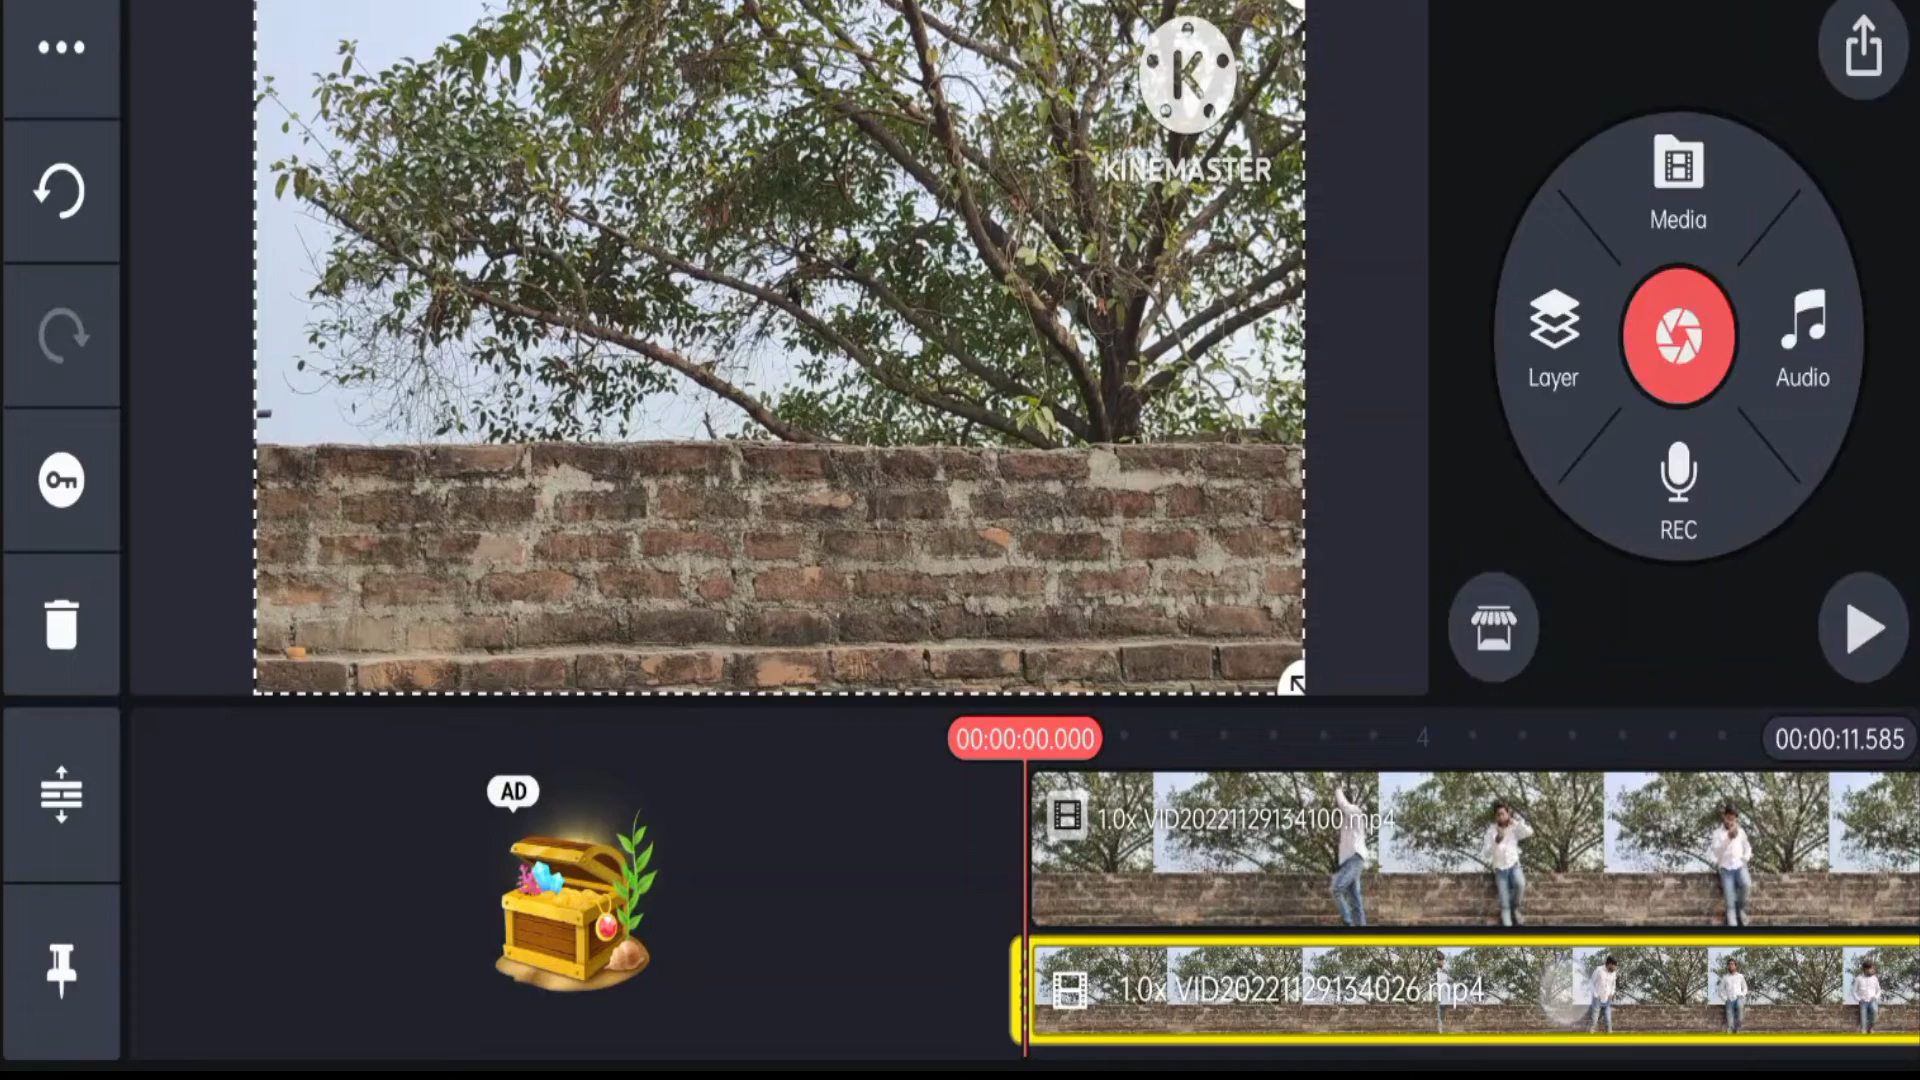 K
KINEMASTER
Media
Layer
Audio
REC
00:00:00.000
4
00:00:11.585
AD
1.0x VID20221129134100.mp4
1.0x VID20221129134026.mp4